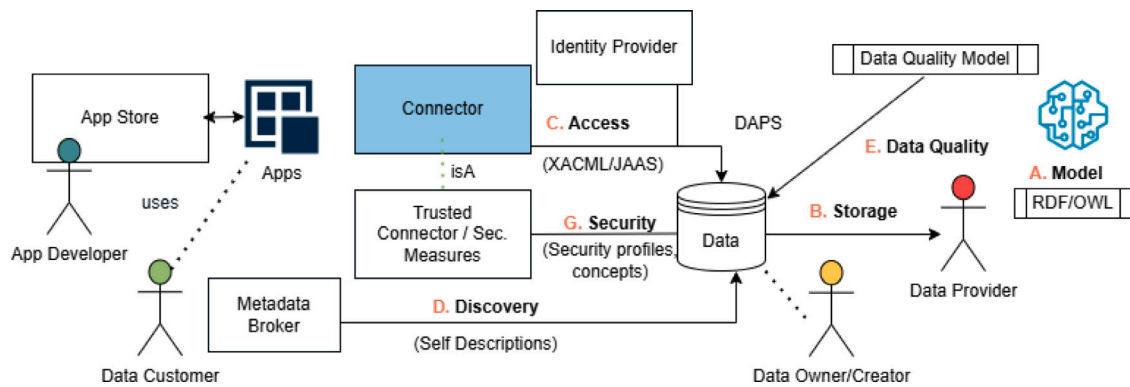 Identity Provider
Data Quality Model
App Store
Connector
C. Access
DAPS
(XACML/JAAS)
E. Data Quality
Apps
isA
A. Model
RDF/OWL
uses
Trusted
Connector / Sec.
Measures
G. Security
(Security profiles,
concepts)
Data
B. Storage
App Developer
Data Provider
Metadata
Broker
D. Discovery
(Self Descriptions)
Data Customer
Data Owner/Creator